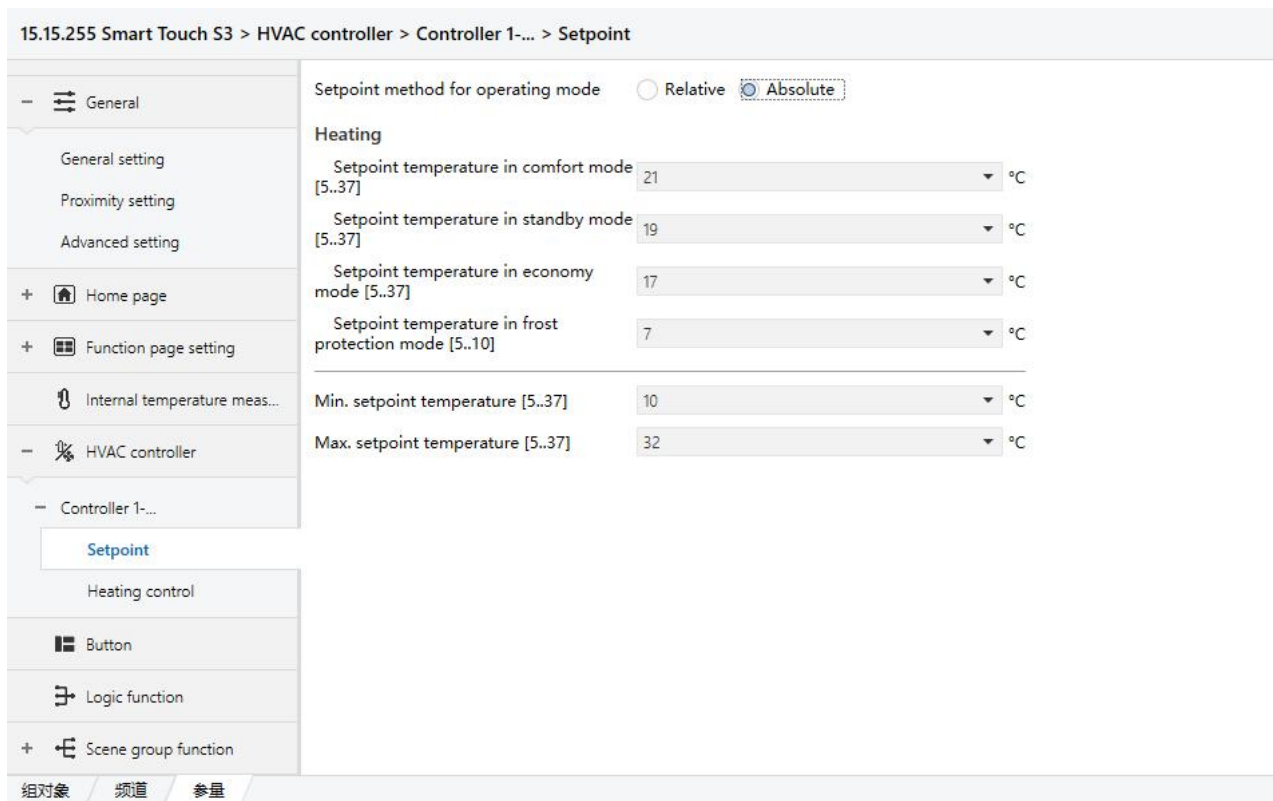 15.15.255 Smart Touch S3 > HVAC controller > Controller 1-... > Setpoint
General
General setting
Proximity setting
Advanced setting
Home page
Function page setting
Internal temperature meas...
HVAC controller
Controller 1-...
Setpoint
Heating control
Button
Logic function
Scene group function
Setpoint method for operating mode Relative Absolute
Heating
Setpoint temperature in comfort mode
[5..37] 21 °C
Setpoint temperature in standby mode
[5..37] 19 °C
Setpoint temperature in economy
mode [5..37] 17 °C
Setpoint temperature in frost
protection mode [5..10] 7 °C
Min. setpoint temperature [5..37] 10 °C
Max. setpoint temperature [5..37] 32 °C
组对象 频道 参量